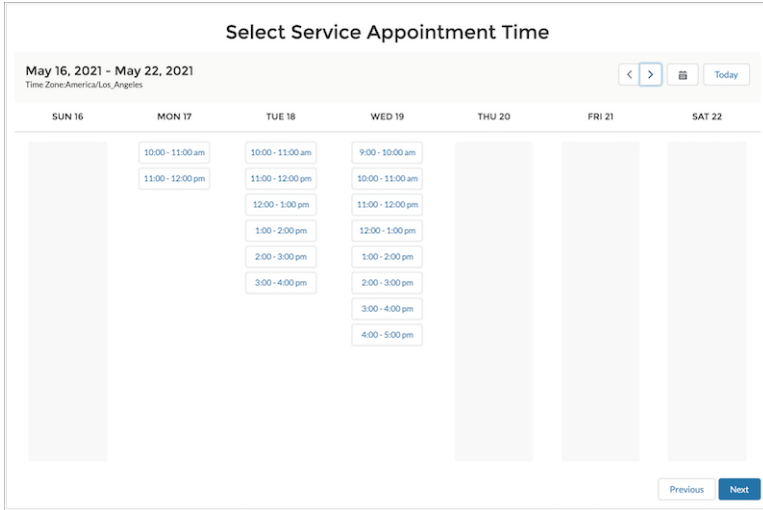 Select Service Appointment Time
May 16, 2021 - May 22, 2021
Time Zone:America/Los_Angeles
Today
SUN 16 MON 17 TUE 18 WED 19 THU 20 FRI 21 SAT 22
10:00 - 11:00 am 10:00 - 11:00 am 9:00 - 10:00 am
11:00 - 12:00 pm 11:00 - 12:00 pm 10:00 - 11:00 am
12:00 - 1:00 pm 11:00 - 12:00 pm
1:00 - 2:00 pm 12:00 - 1:00 pm
2:00 - 3:00 pm 1:00 - 2:00 pm
3:00 - 4:00 pm 2:00 - 3:00 pm
3:00 - 4:00 pm
4:00 - 5:00 pm
Previous Next